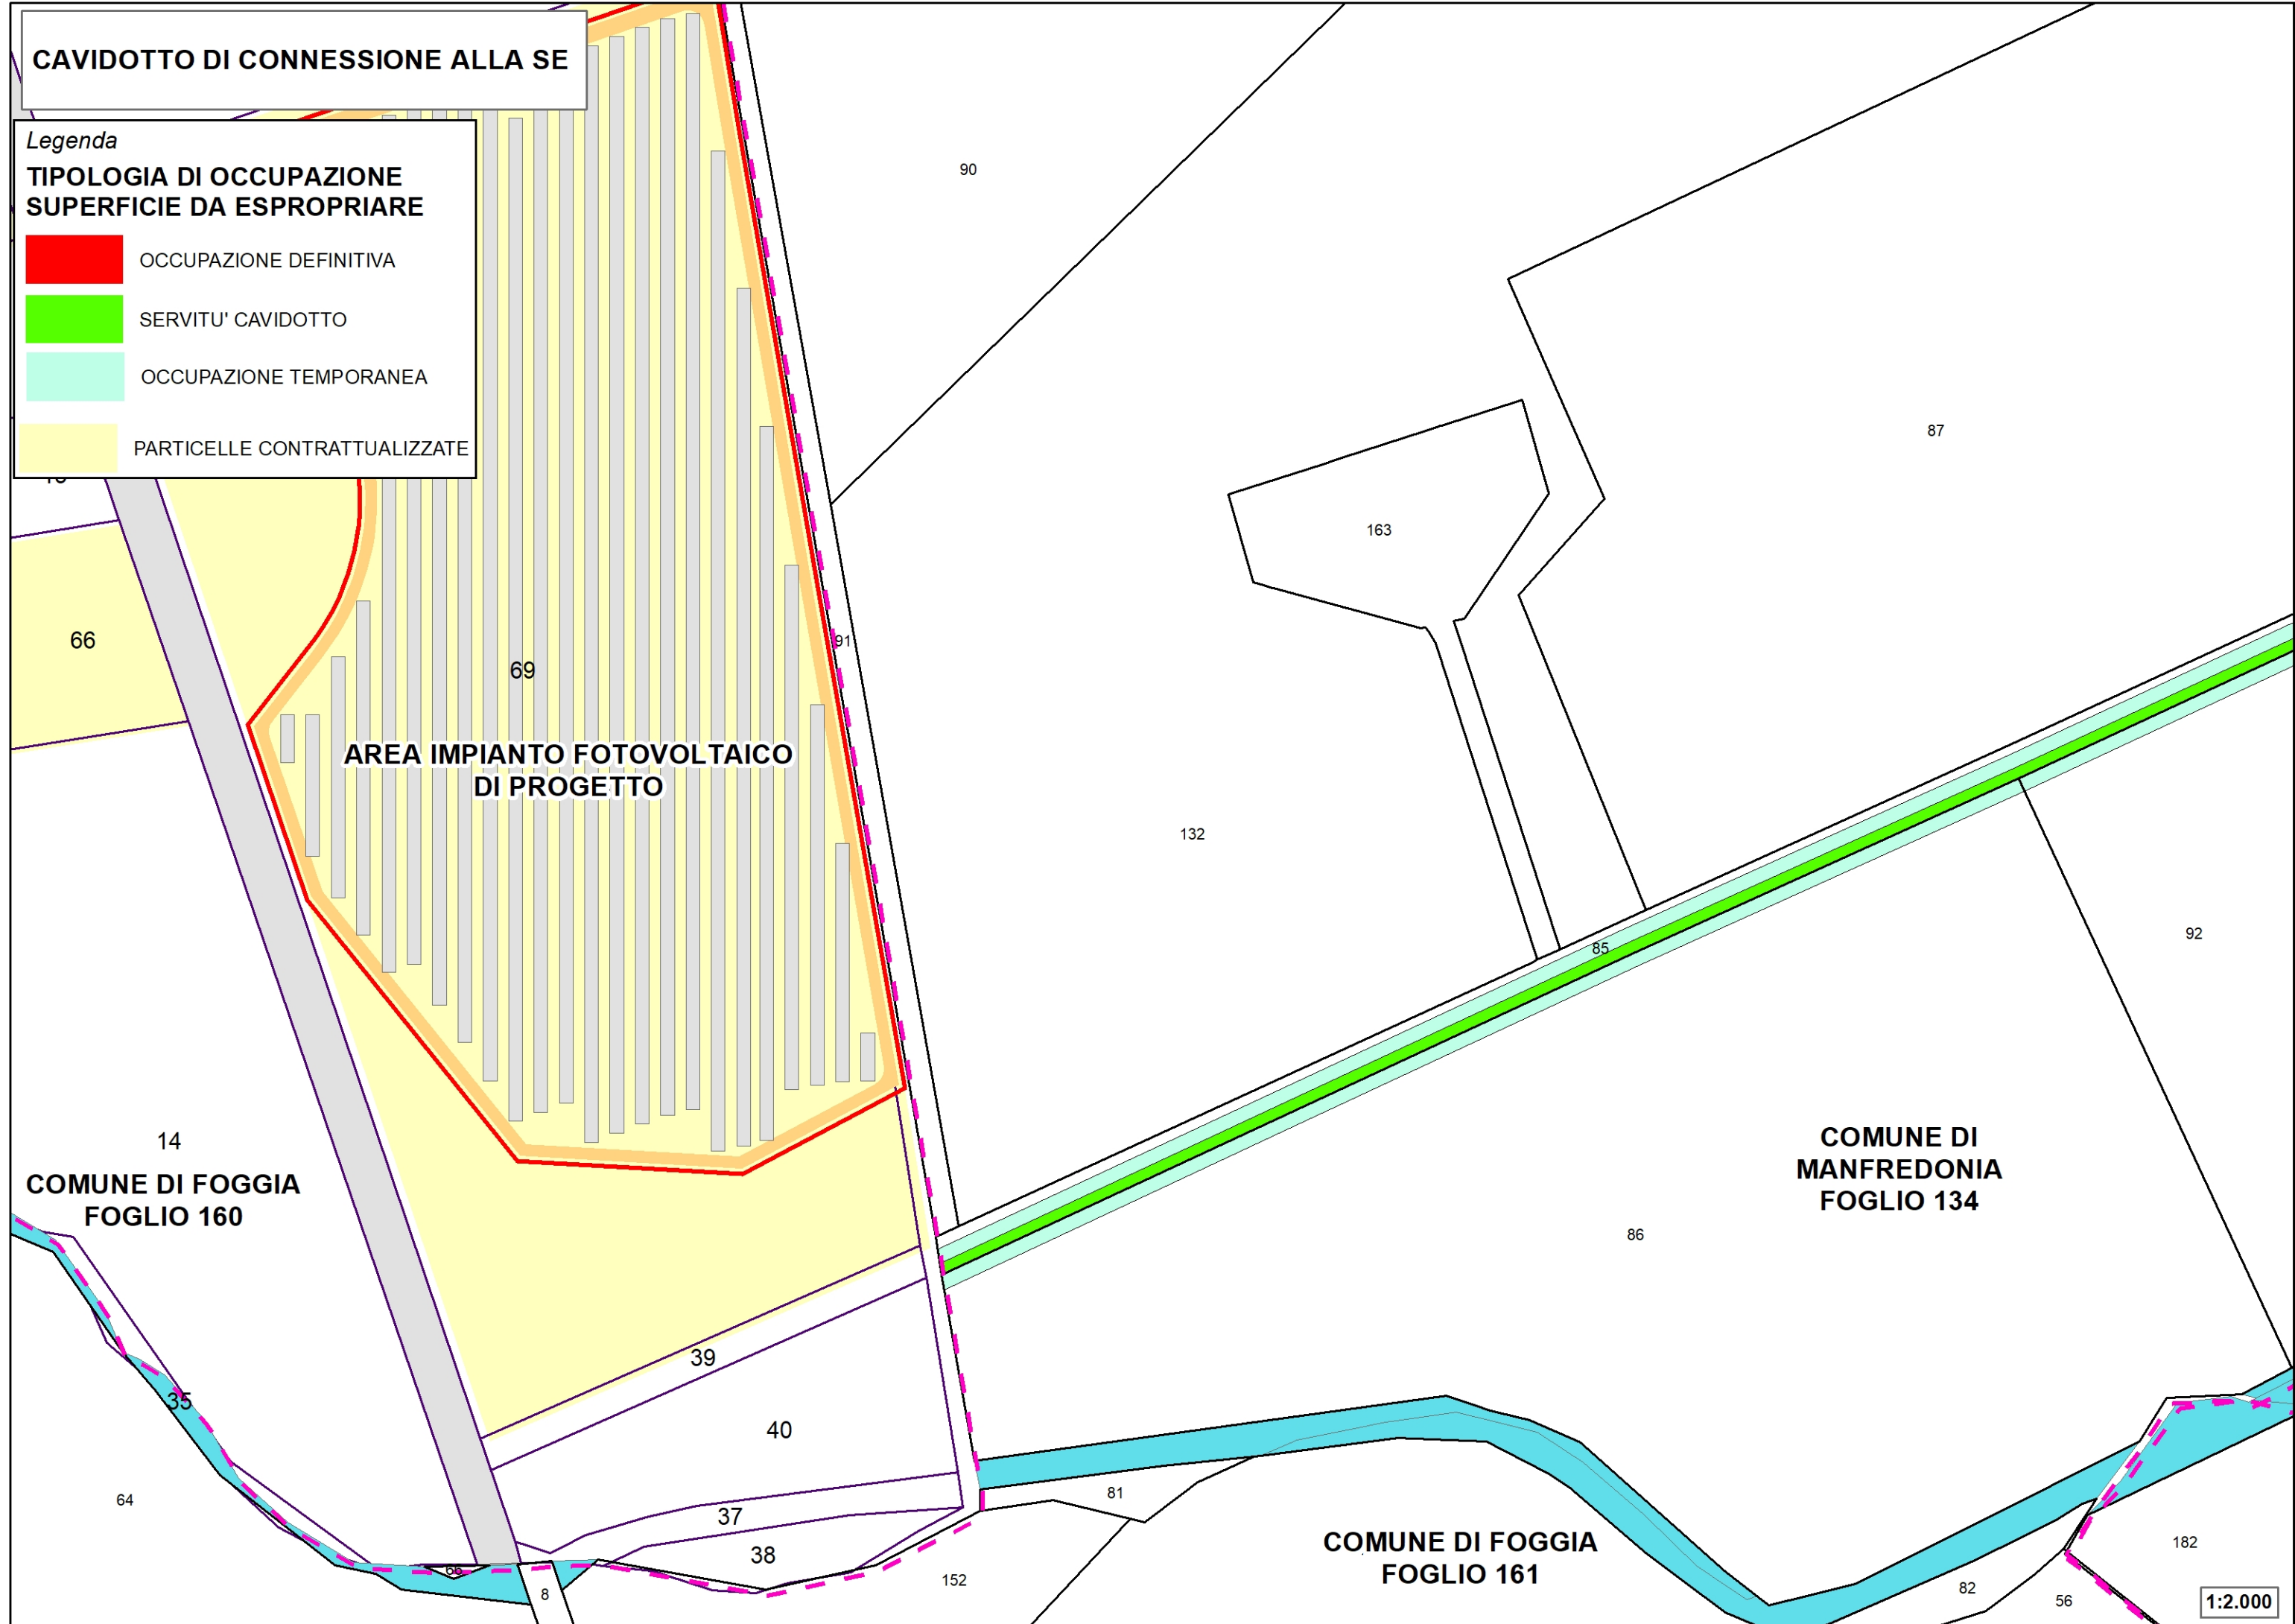 CAVIDOTTO DI CONNESSIONE ALLA SE
Legenda
TIPOLOGIA DI OCCUPAZIONE
SUPERFICIE DA ESPROPRIARE
OCCUPAZIONE DEFINITIVA
SERVITU' CAVIDOTTO
OCCUPAZIONE TEMPORANEA
PARTICELLE CONTRATTUALIZZATE
90
87
163
66
69
91
AREA IMPIANTO FOTOVOLTAICO
DI PROGETTO
132
85
92
14
COMUNE DI FOGGIA
FOGLIO 160
COMUNE DI
MANFREDONIA
FOGLIO 134
86
39
35
40
64
81
37
38
COMUNE DI FOGGIA
FOGLIO 161
182
66
8
152
82
56
1:2.000